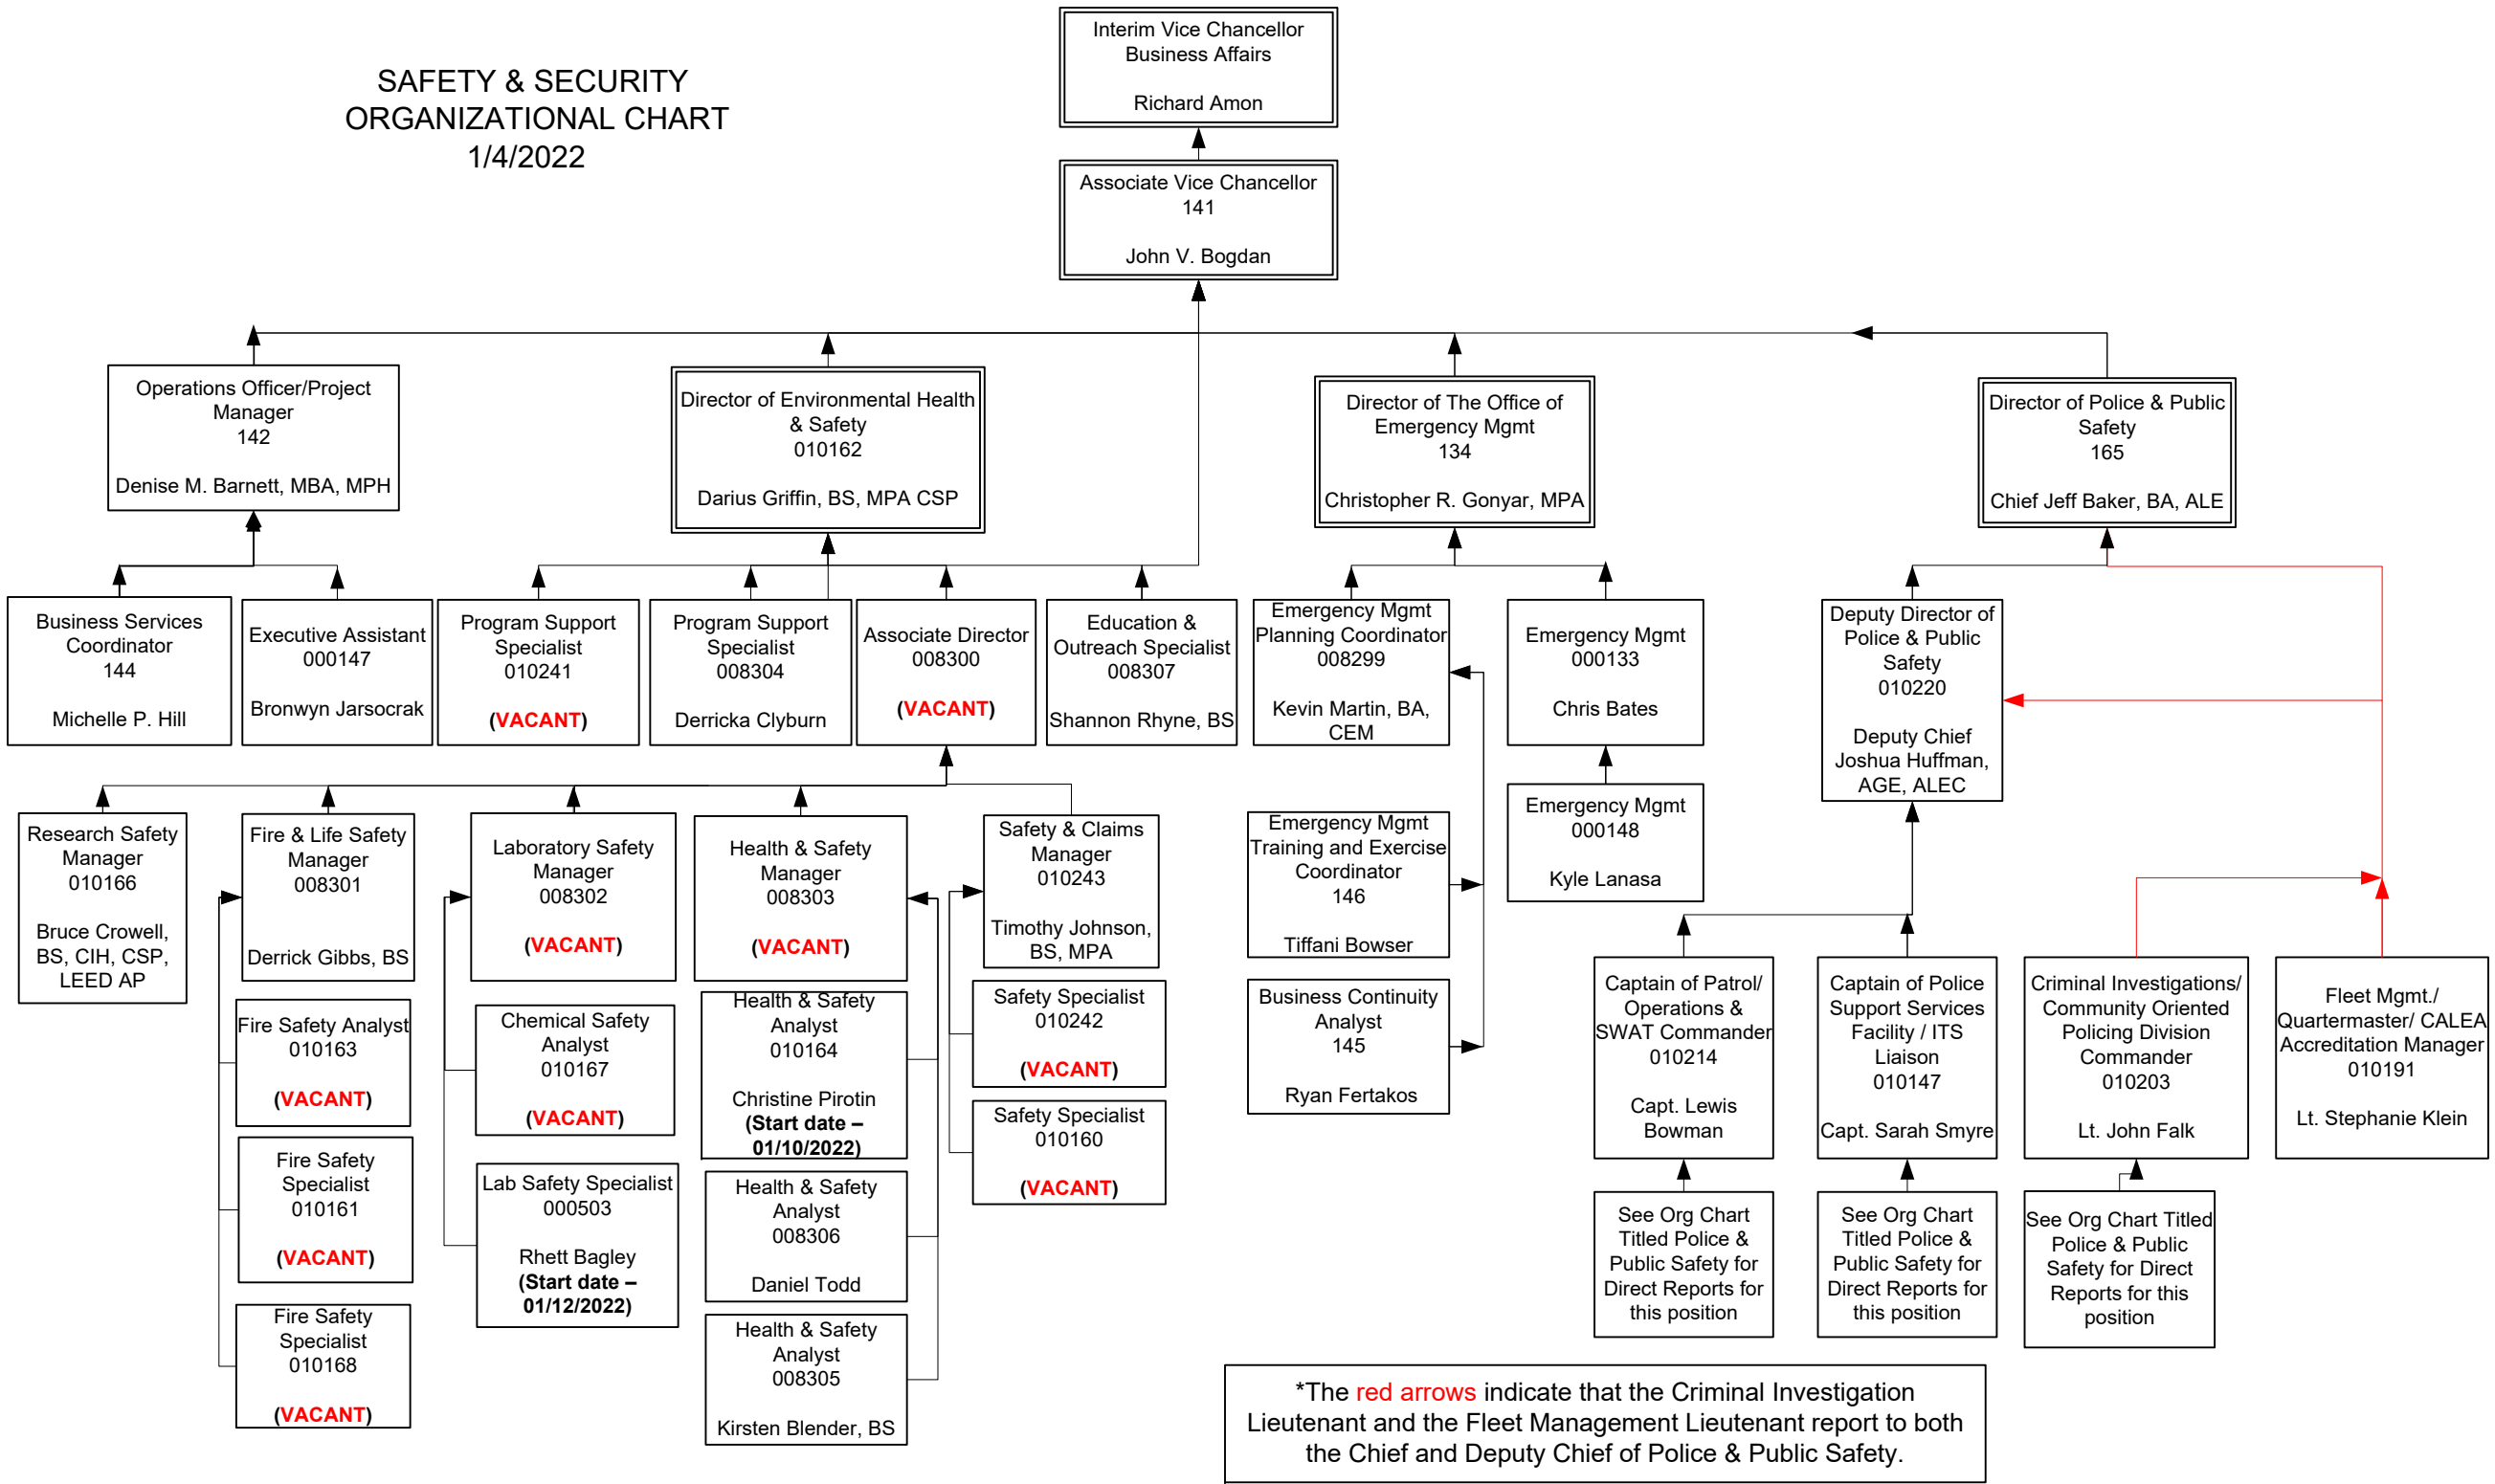 SAFETY & SECURITY
ORGANIZATIONAL CHART
1/4/2022
Interim Vice Chancellor
Business Affairs
Richard Amon
Associate Vice Chancellor
141
John V. Bogdan
Operations Officer/Project
Manager
142
Denise M. Barnett, MBA, MPH
Director of Environmental Health
& Safety
010162
Darius Griffin, BS, MPA CSP
Director of The Office of
Emergency Mgmt
134
Christopher R. Gonyar, MPA
Director of Police & Public
Safety
165
Chief Jeff Baker, BA, ALE
Business Services
Coordinator
144
Michelle P. Hill
Executive Assistant
000147
Bronwyn Jarsocrak
Program Support
Specialist
010241
(VACANT)
Program Support
Specialist
008304
Derricka Clyburn
Associate Director
008300
(VACANT)
Education &
Outreach Specialist
008307
Shannon Rhyne, BS
Emergency Mgmt
Planning Coordinator
008299
Kevin Martin, BA,
CEM
Emergency Mgmt
000133
Chris Bates
Deputy Director of
Police & Public
Safety
010220
Deputy Chief
Joshua Huffman,
AGE, ALEC
Research Safety
Manager
010166
Bruce Crowell,
BS, CIH, CSP,
LEED AP
Fire & Life Safety
Manager
008301
Derrick Gibbs, BS
Laboratory Safety
Manager
008302
(VACANT)
Health & Safety
Manager
008303
(VACANT)
Safety & Claims
Manager
010243
Timothy Johnson,
BS, MPA
Emergency Mgmt
Training and Exercise
Coordinator
146
Tiffani Bowser
Emergency Mgmt
000148
Kyle Lanasa
Fire Safety Analyst
010163
(VACANT)
Chemical Safety
Analyst
010167
(VACANT)
Health & Safety
Analyst
010164
Christine Pirotin
(Start date –
01/10/2022)
Safety Specialist
010242
(VACANT)
Business Continuity
Analyst
145
Ryan Fertakos
Captain of Patrol/
Operations &
SWAT Commander
010214
Capt. Lewis
Bowman
Captain of Police
Support Services
Facility / ITS
Liaison
010147
Capt. Sarah Smyre
Criminal Investigations/
Community Oriented
Policing Division
Commander
010203
Lt. John Falk
Fleet Mgmt./
Quartermaster/ CALEA
Accreditation Manager
010191
Lt. Stephanie Klein
Fire Safety
Specialist
010161
(VACANT)
Lab Safety Specialist
000503
Rhett Bagley
(Start date –
01/12/2022)
Health & Safety
Analyst
008306
Daniel Todd
Safety Specialist
010160
(VACANT)
See Org Chart
Titled Police &
Public Safety for
Direct Reports for
this position
See Org Chart
Titled Police &
Public Safety for
Direct Reports for
this position
See Org Chart Titled
Police & Public
Safety for Direct
Reports for this
position
Fire Safety
Specialist
010168
(VACANT)
Health & Safety
Analyst
008305
Kirsten Blender, BS
*The red arrows indicate that the Criminal Investigation
Lieutenant and the Fleet Management Lieutenant report to both
the Chief and Deputy Chief of Police & Public Safety.